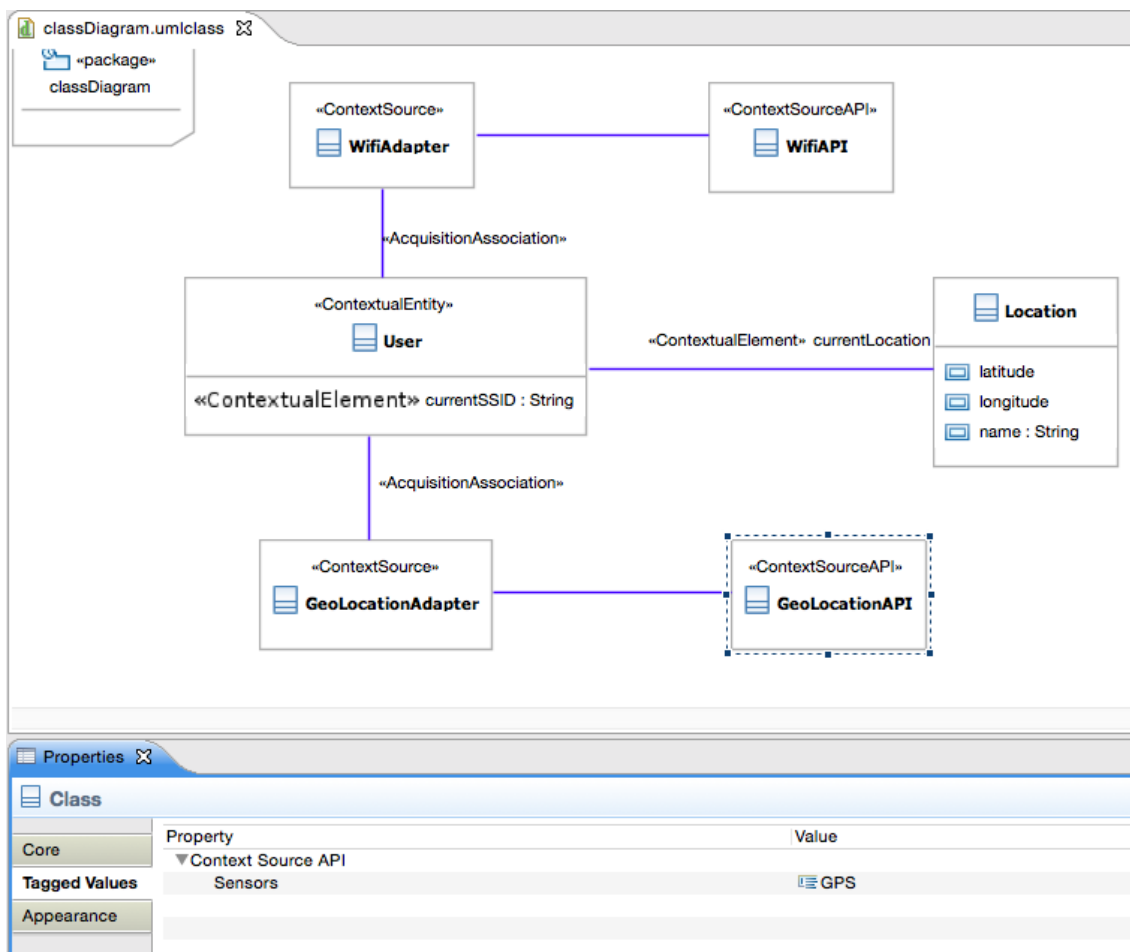 classDiagram.umlclass
«package»
classDiagram
«ContextSource»
WifiAdapter
«ContextSourceAPI»
WifiAPI
«AcquisitionAssociation»
«ContextualEntity»
User
«ContextualElement» currentSSID : String
«ContextualElement» currentLocation
Location
latitude
longitude
name : String
«AcquisitionAssociation»
«ContextSource»
GeoLocationAdapter
«ContextSourceAPI»
GeoLocationAPI
Properties
Class
Core
Tagged Values
Appearance
Property Value
Context Source API
Sensors GPS